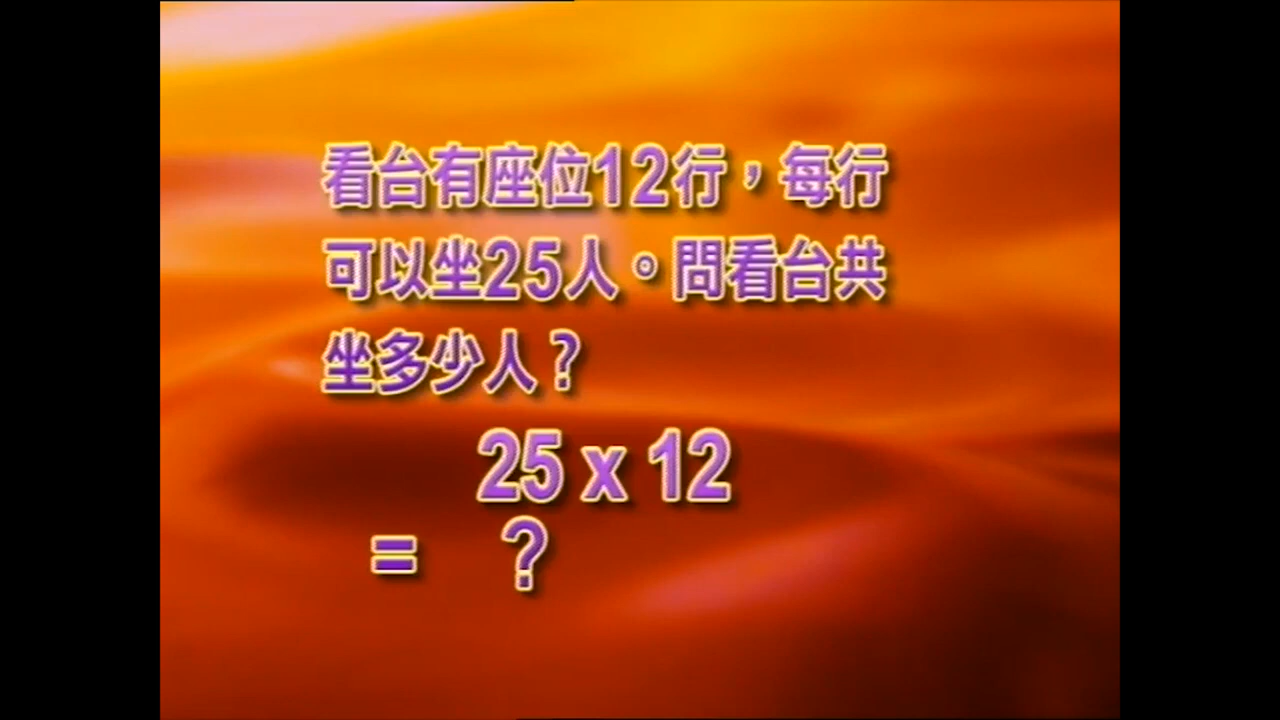 看台有座位12行，每行
可以坐25人。問看台共
坐多少人？
25 x 12
= ?